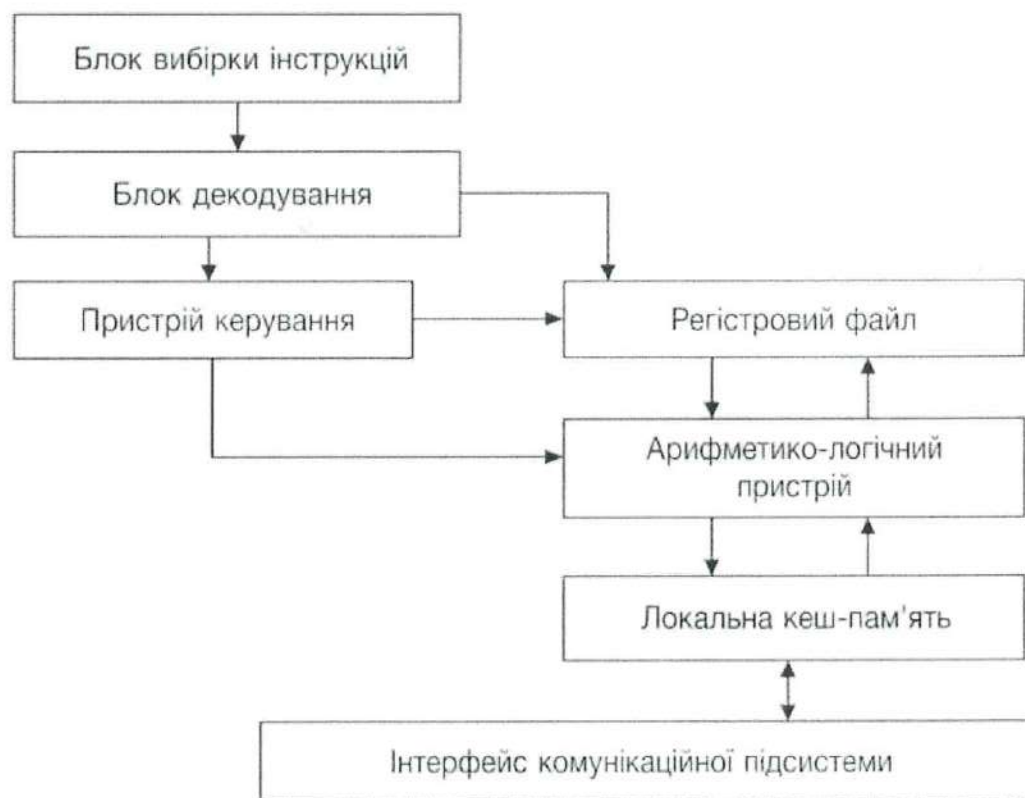 Блок вибірки інструкцій
Блок декодування
Пристрій керування
Регістровий файл
Арифметико-логічний
пристрій
Локальна кеш-пам'ять
Інтерфейс комунікаційної підсистеми